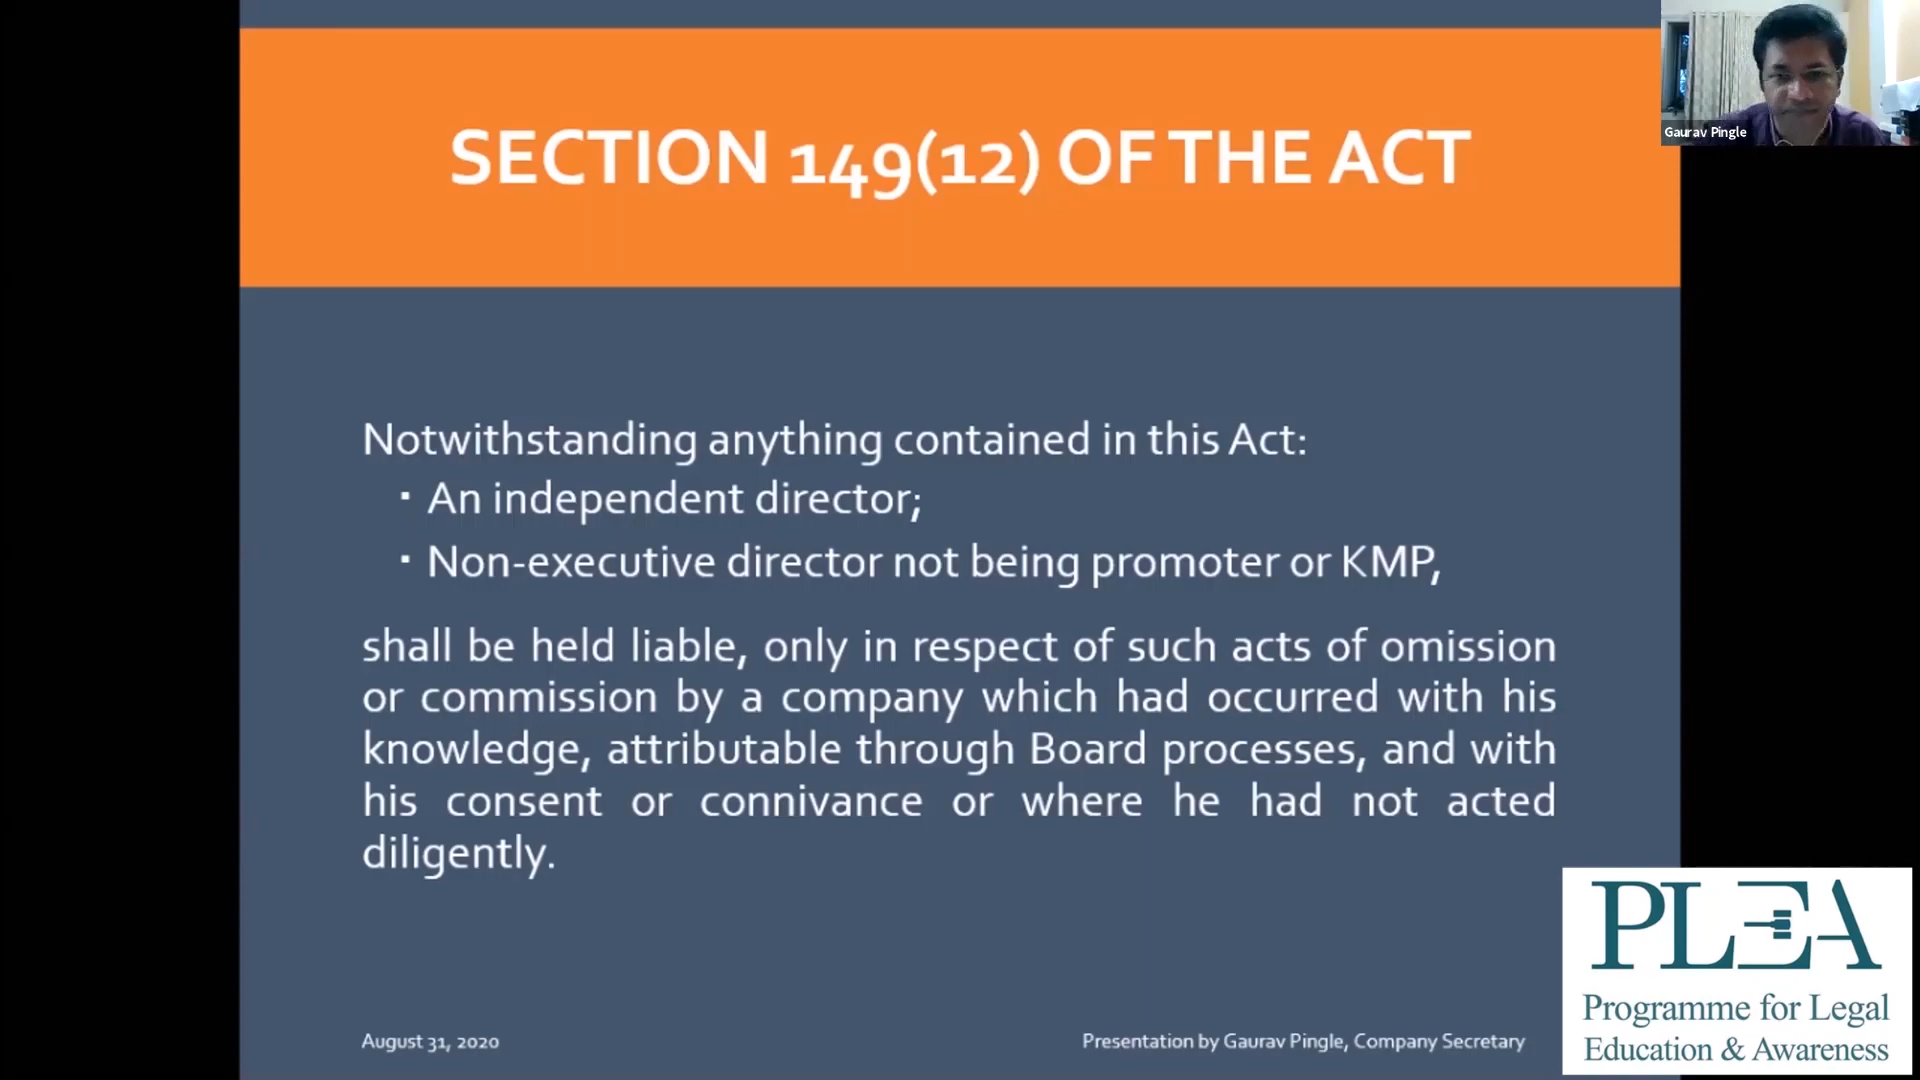 SECTION 149(12) OF THE ACT
Gaurav Pingle
Notwithstanding anything contained in this Act:
▪ An independent director;
▪ Non-executive director not being promoter or KMP,
shall be held liable, only in respect of such acts of omission
or commission by a company which had occurred with his
knowledge, attributable through Board processes, and with
his consent or connivance or where he had not acted
diligently.
August 31, 2020
Presentation by Gaurav Pingle, Company Secretary
PLEA
Programme for Legal
Education & Awareness